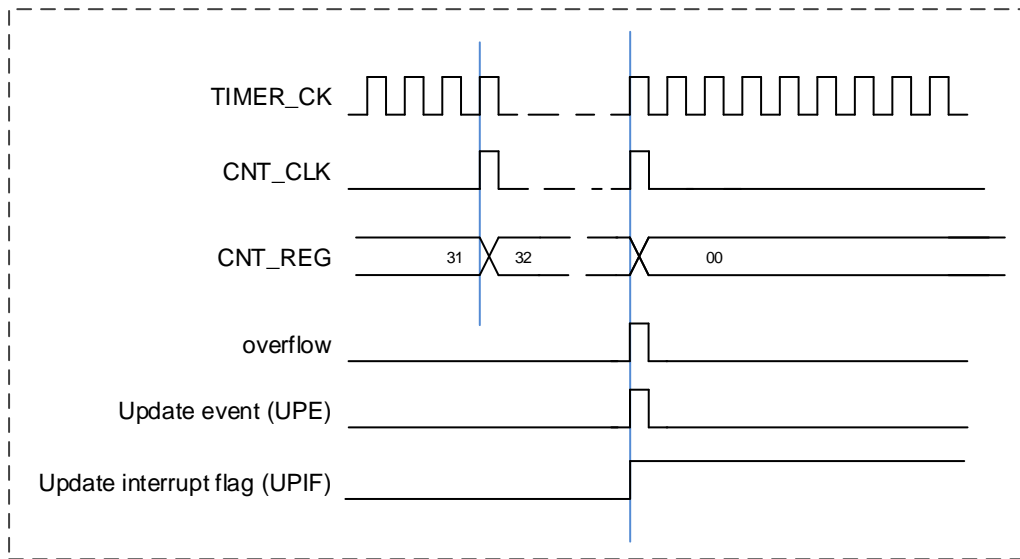 TIMER_CK
CNT_CLK
CNT_REG 31 32 00
overflow
Update event (UPE)
Update interrupt flag (UPIF)